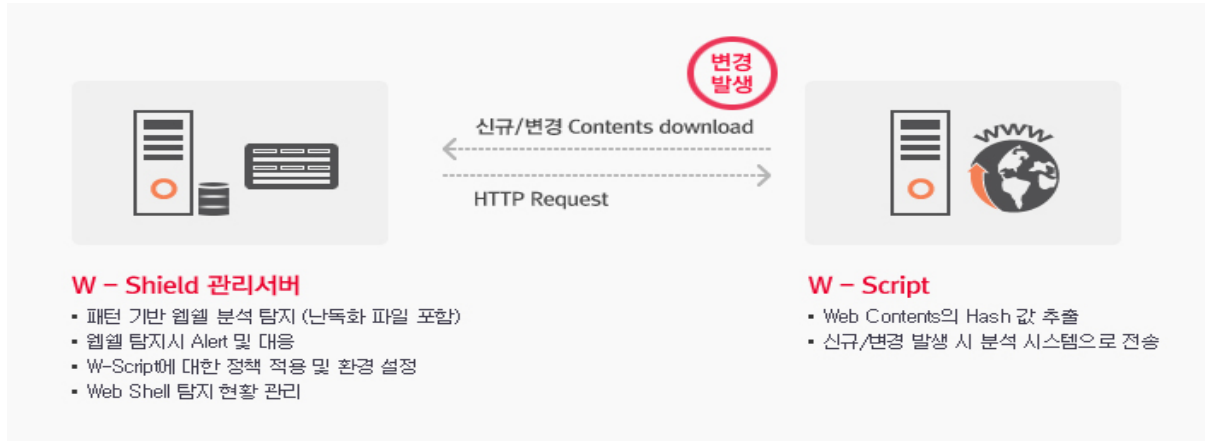 변경
발생
신규/변경 Contents download
HTTP Request
WWW
W – Shield 관리서버
▪ 패턴 기반 웹쉘 분석 탐지 (난독화 파일 포함)
▪ 웹쉘 탐지시 Alert 및 대응
▪ W-Script에 대한 정책 적용 및 환경 설정
▪ Web Shell 탐지 현황 관리
W – Script
▪ Web Contents의 Hash 값 추출
▪ 신규/변경 발생 시 분석 시스템으로 전송